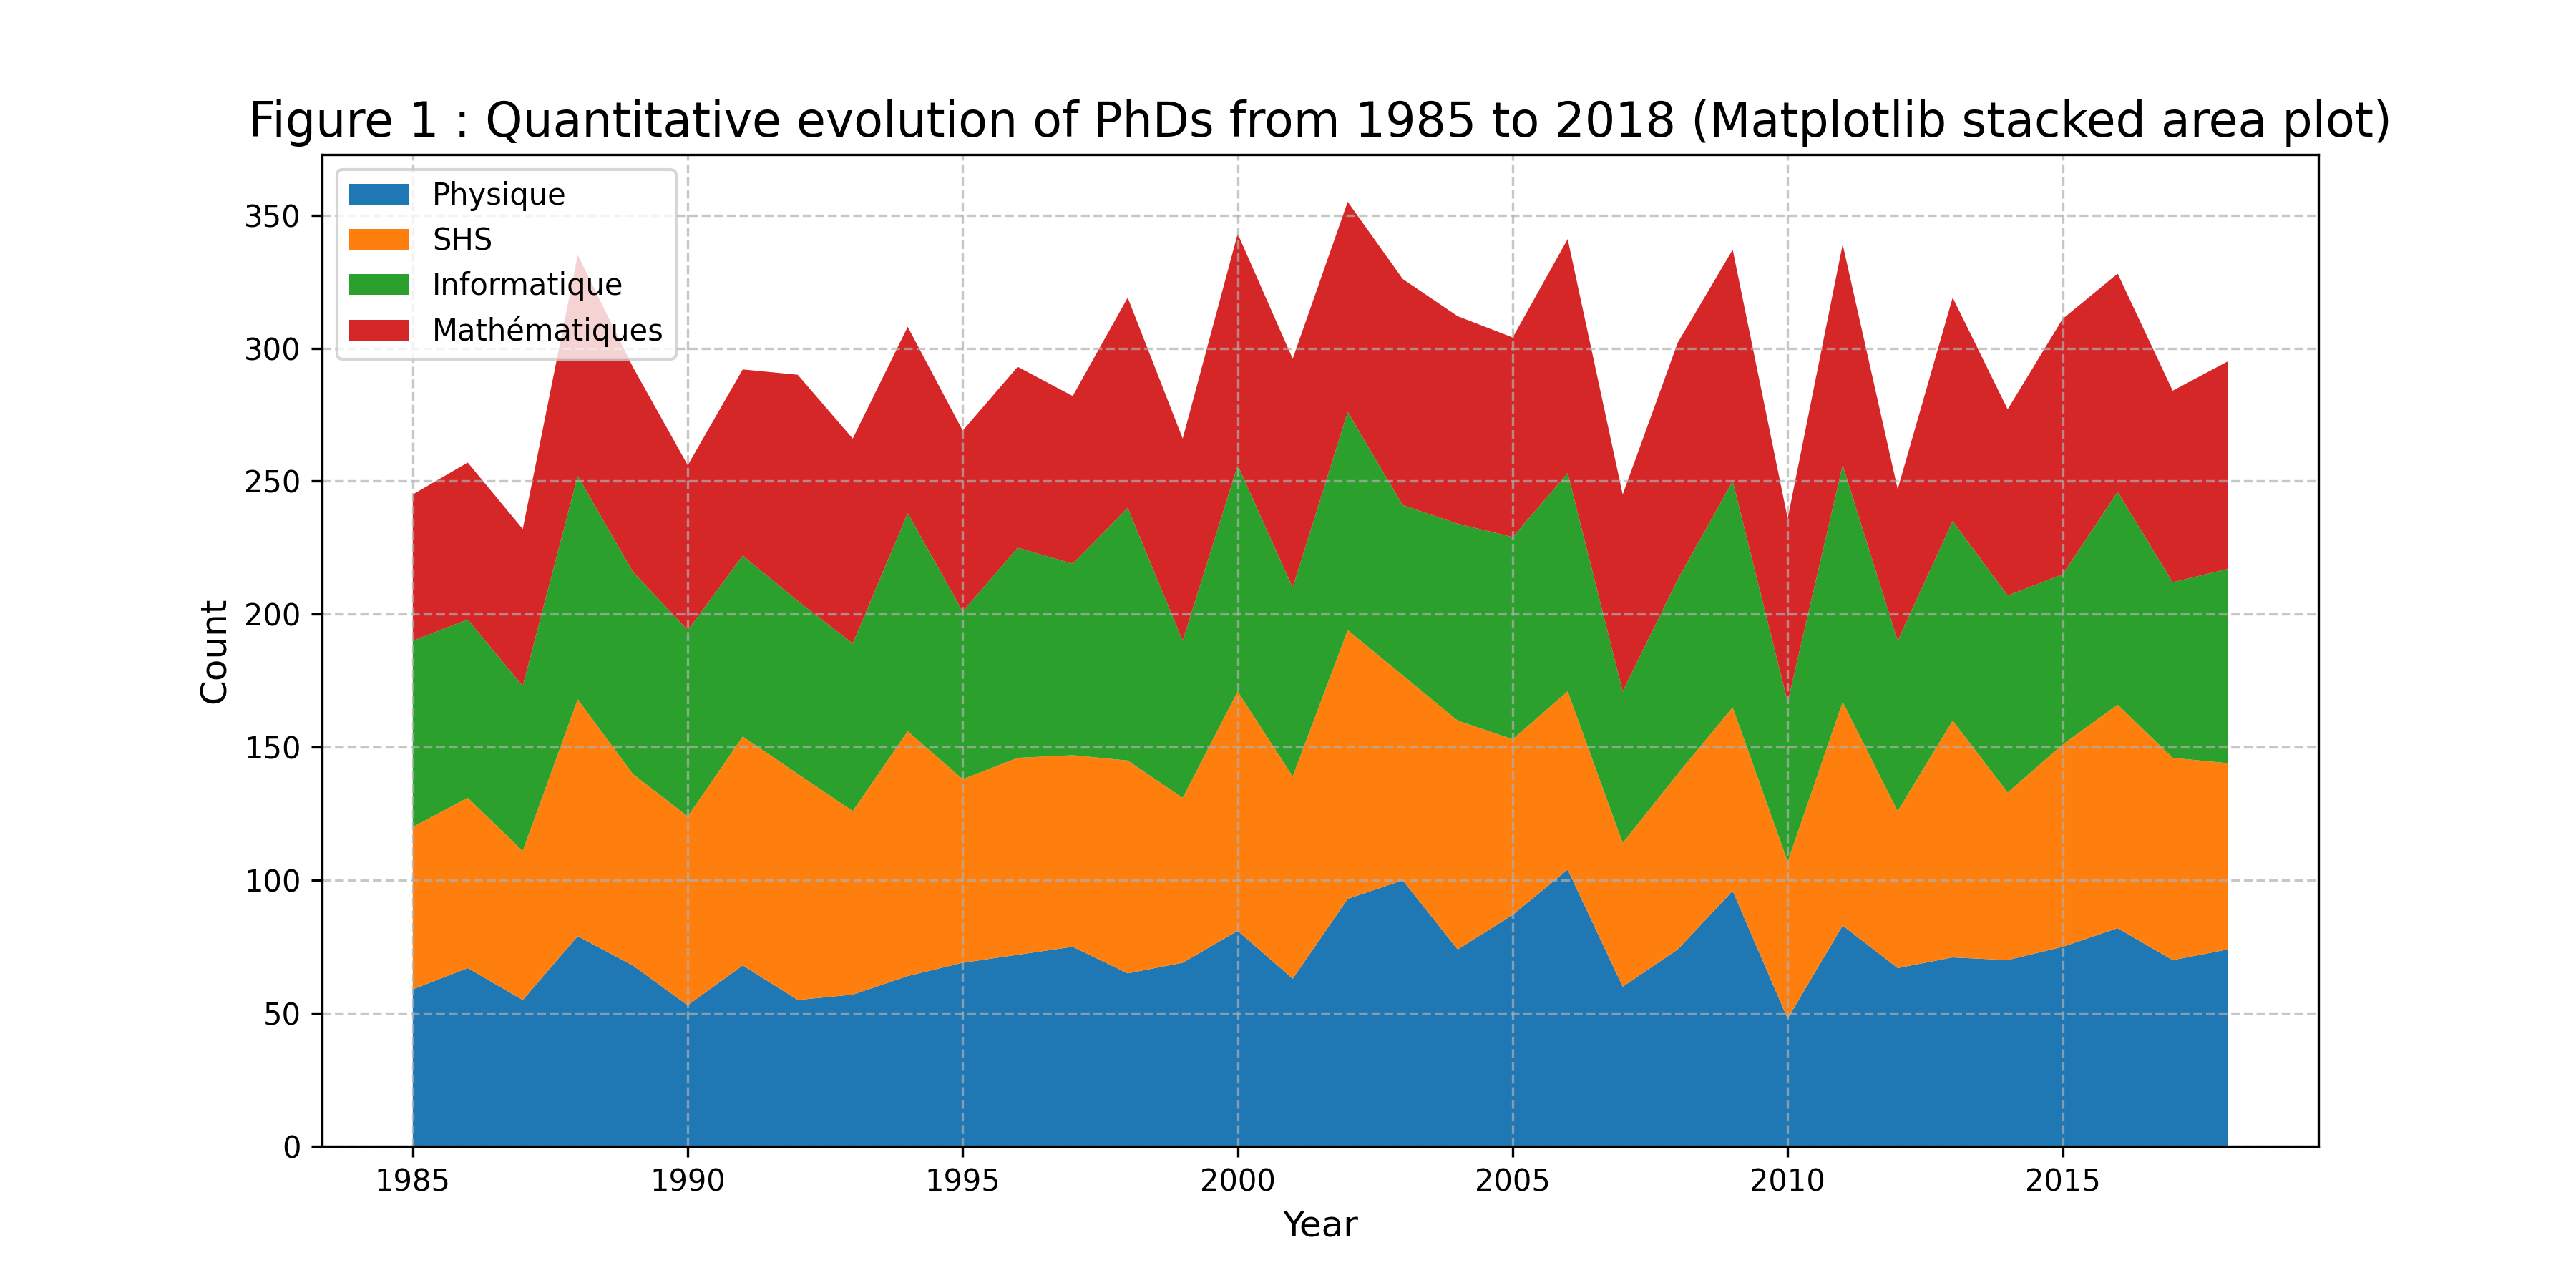 Figure 1 : Quantitative evolution of PhDs from 1985 to 2018 (Matplotlib stacked area plot)
Physique
SHS
Informatique
Mathématiques
350
300
250
200
150
100
50
0
Count
1985 1990 1995 2000 2005 2010 2015
Year